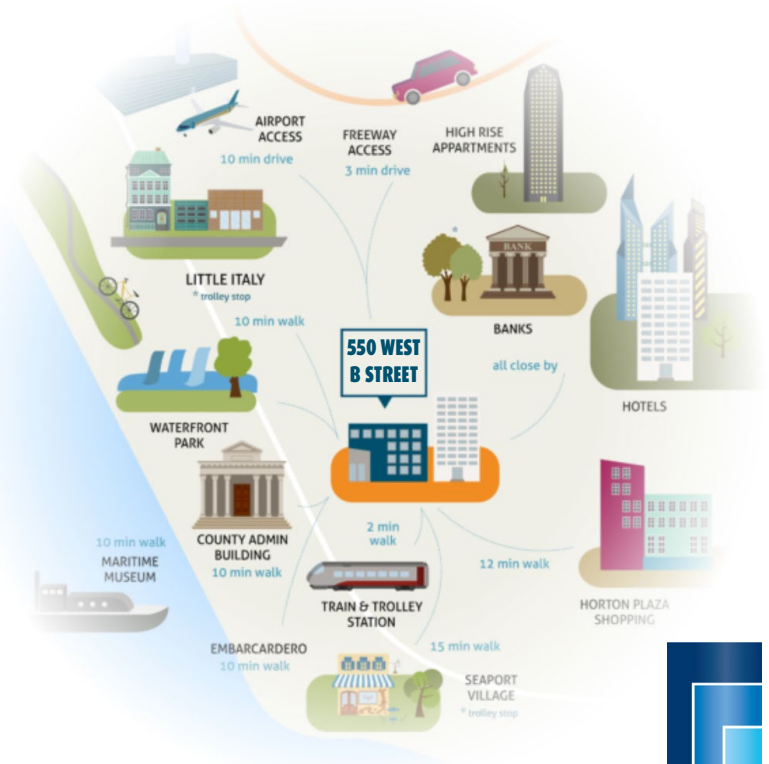 AIRPORT
ACCESS
10 min drive
FREEWAY
ACCESS
3 min drive
HIGH RISE
APPARTMENTS
LITTLE ITALY
* trolley stop
10 min walk
*
BANK
BANKS
all close by
HOTELS
550 WEST
B STREET
WATERFRONT
PARK
COUNTY ADMIN
BUILDING
10 min walk
10 min walk
MARITIME
MUSEUM
2 min
walk
TRAIN & TROLLEY
STATION
12 min walk
HORTON PLAZA
SHOPPING
EMBARCARDERO
10 min walk
15 min walk
SEAPORT
VILLAGE
* trolley stop